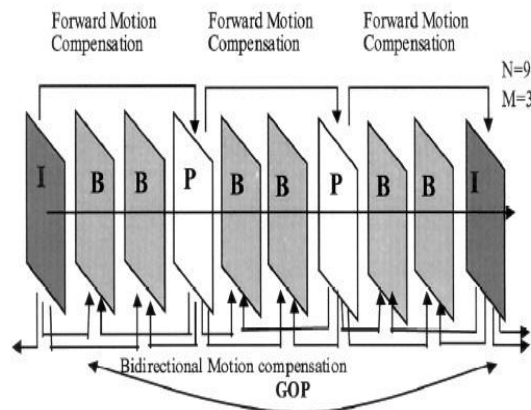 Forward Motion
Compensation
Forward Motion
Compensation
Forward Motion
Compensation
N=9
M=3
I B B P B B P B B I
Bidirectional Motion compensation
GOP